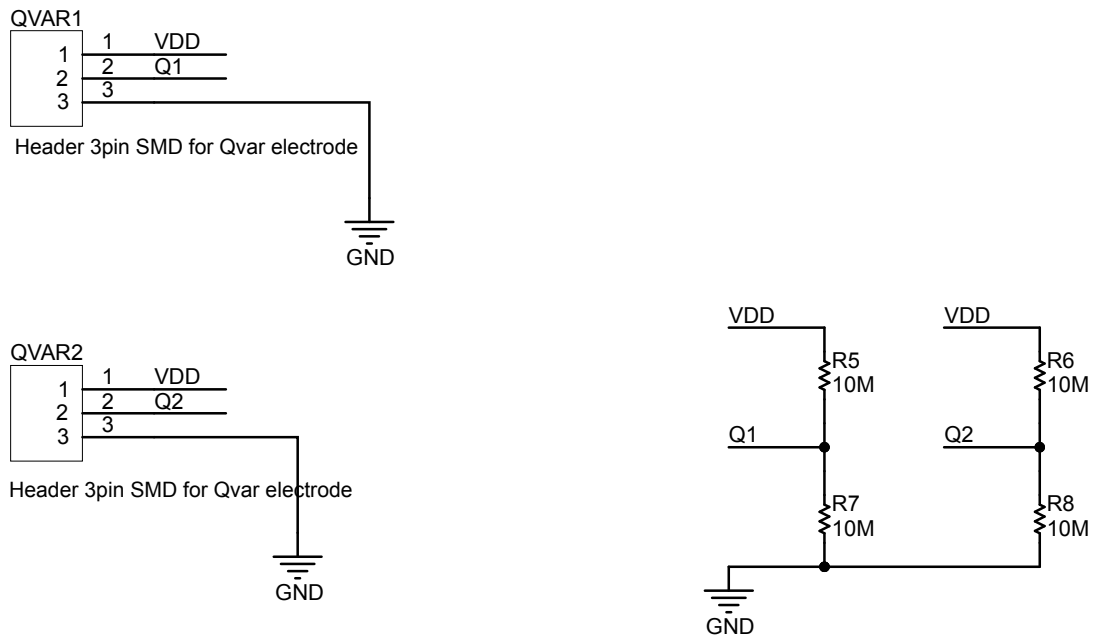 QVAR1
1 1 VDD
2 2 Q1
3 3
Header 3pin SMD for Qvar electrode
GND
QVAR2
1 1 VDD
2 2 Q2
3 3
Header 3pin SMD for Qvar electrode
GND
VDD VDD
R5 R6
10M 10M
Q1 Q2
R7 R8
10M 10M
GND